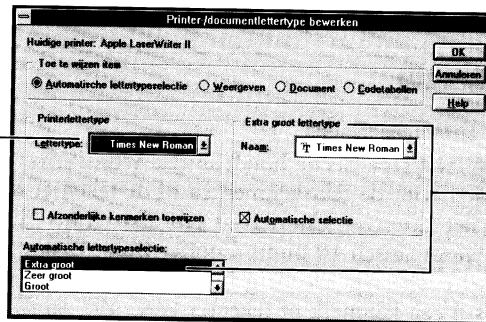 Printer/documentlettertype bewerken
Huidige printer: Apple LaserWriter II
OK
Toe te wijzen item
Annuleren
Automatische lettertypeselectie Weergeven Document Codetabellen
Help
Printerlettertype
Extra groot lettertype
Lettertype: Times New Roman
Naam: Times New Roman
Afzonderlijke kenmerken toewijzen
Automatische selectie
Automatische lettertypeselectie:
Extra groot
Zeer groot
Groot